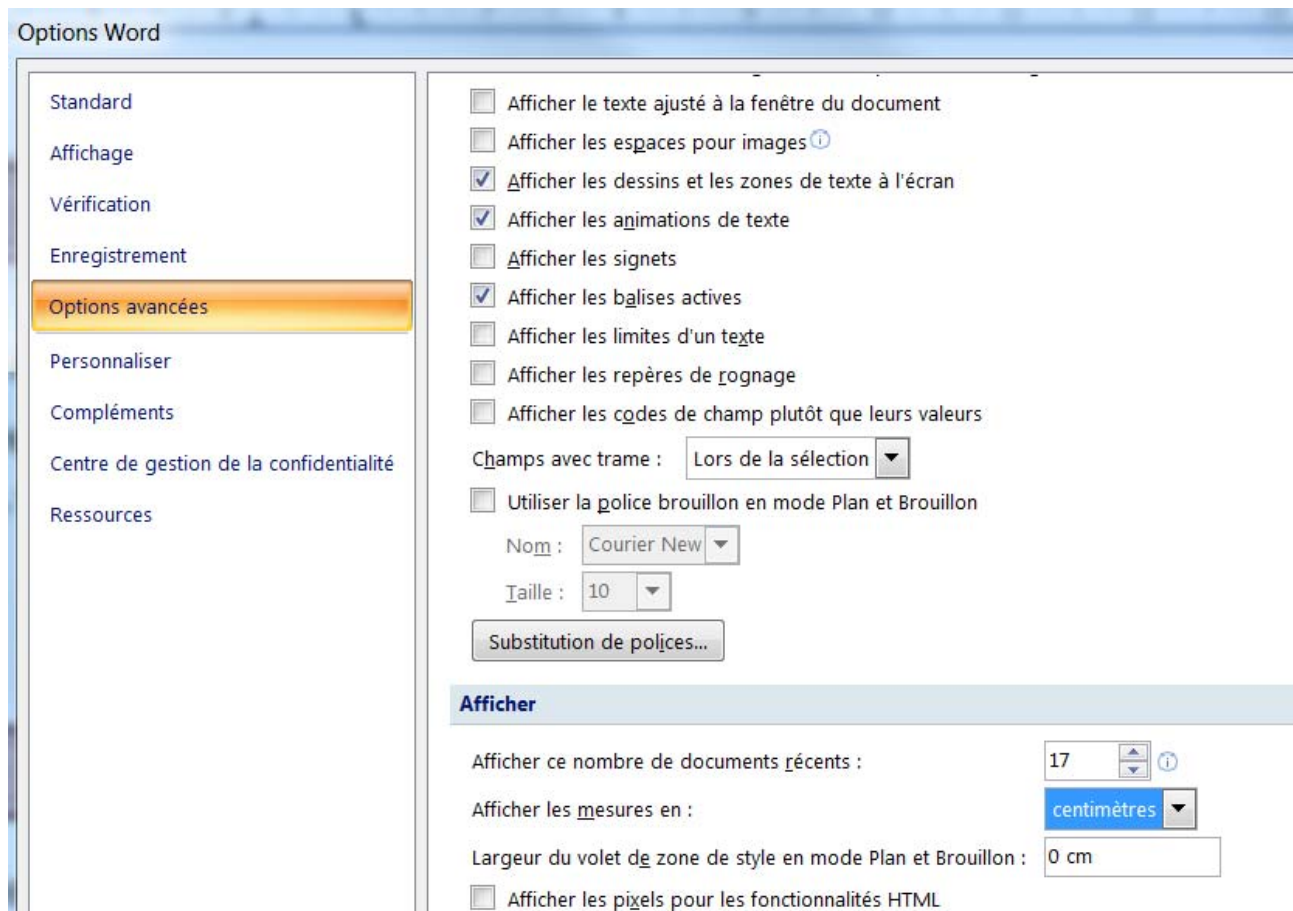 Options Word
Standard
Affichage
Vérification
Enregistrement
Options avancées
Personnaliser
Compléments
Centre de gestion de la confidentialité
Ressources
Afficher le texte ajusté à la fenêtre du document
Afficher les espaces pour images
Afficher les dessins et les zones de texte à l'écran
Afficher les animations de texte
Afficher les signets
Afficher les balises actives
Afficher les limites d'un texte
Afficher les repères de rognage
Afficher les codes de champ plutôt que leurs valeurs
Champs avec trame : Lors de la sélection
Utiliser la police brouillon en mode Plan et Brouillon
Nom : Courier New
Taille : 10
Substitution de polices...
Afficher
Afficher ce nombre de documents récents : 17
Afficher les mesures en : centimètres
Largeur du volet de zone de style en mode Plan et Brouillon : 0 cm
Afficher les pixels pour les fonctionnalités HTML